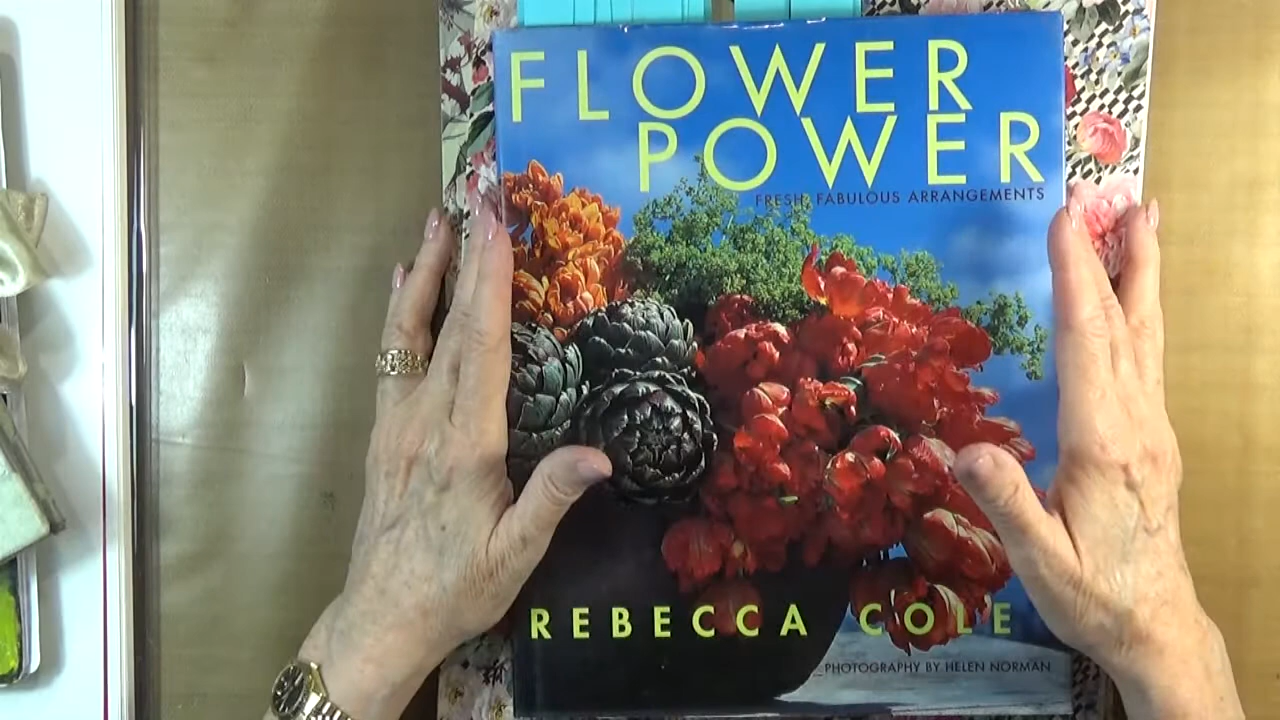 FLOWER
POWER
FRESH, FABULOUS ARRANGEMENTS
REBECCA COLE
PHOTOGRAPHY BY HELEN NORMAN